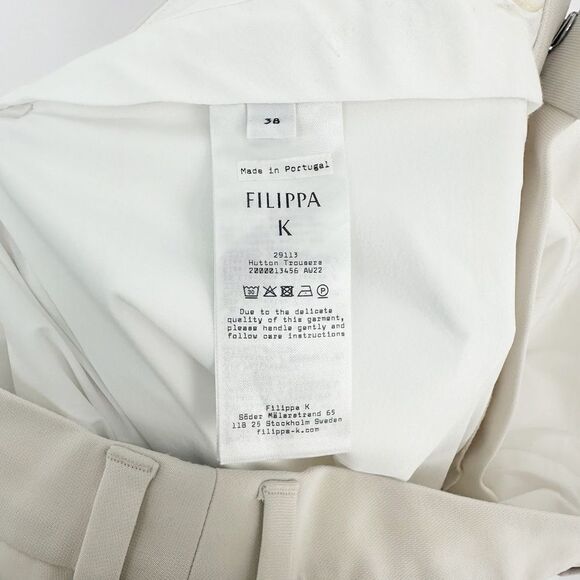 38
Made in Portugal
FILIPPA
K
29113
Hutton Trousers
2000013456 AW22
30 P
Due to the delicate
quality of this garment,
please handle gently and
follow care instructions
Filippa K
Söder Mälarstrand 65
118 25 Stockholm Sweden
filippa-k.com